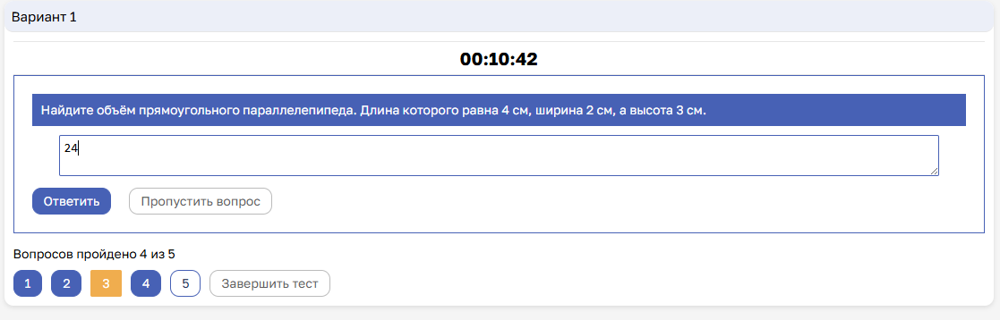 Вариант 1
00:10:42
Найдите объём прямоугольного параллелепипеда. Длина которого равна 4 см, ширина 2 см, а высота 3 см.
24
Ответить Пропустить вопрос
Вопросов пройдено 4 из 5
1 2 3 4 5 Завершить тест